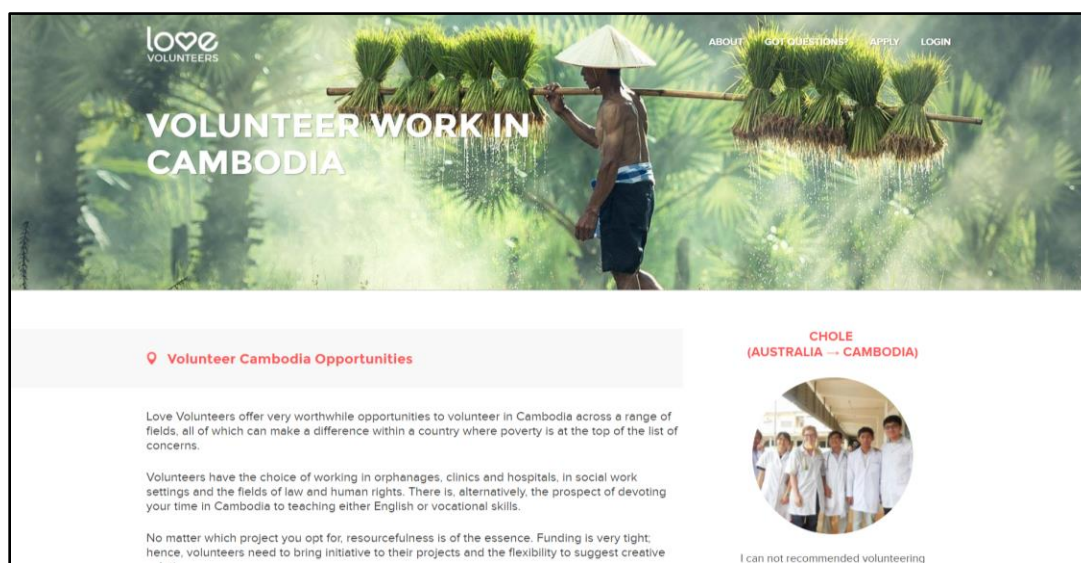 love
VOLUNTEERS
ABOUT GOT QUESTIONS? APPLY LOGIN
VOLUNTEER WORK IN
CAMBODIA
Volunteer Cambodia Opportunities
Love Volunteers offer very worthwhile opportunities to volunteer in Cambodia across a range of
fields, all of which can make a difference within a country where poverty is at the top of the list of
concerns.
Volunteers have the choice of working in orphanages, clinics and hospitals, in social work
settings and the fields of law and human rights. There is, alternatively, the prospect of devoting
your time in Cambodia to teaching either English or vocational skills.
No matter which project you opt for, resourcefulness is of the essence. Funding is very tight;
hence, volunteers need to bring initiative to their projects and the flexibility to suggest creative
CHOLE
(AUSTRALIA → CAMBODIA)
I can not recommended volunteering